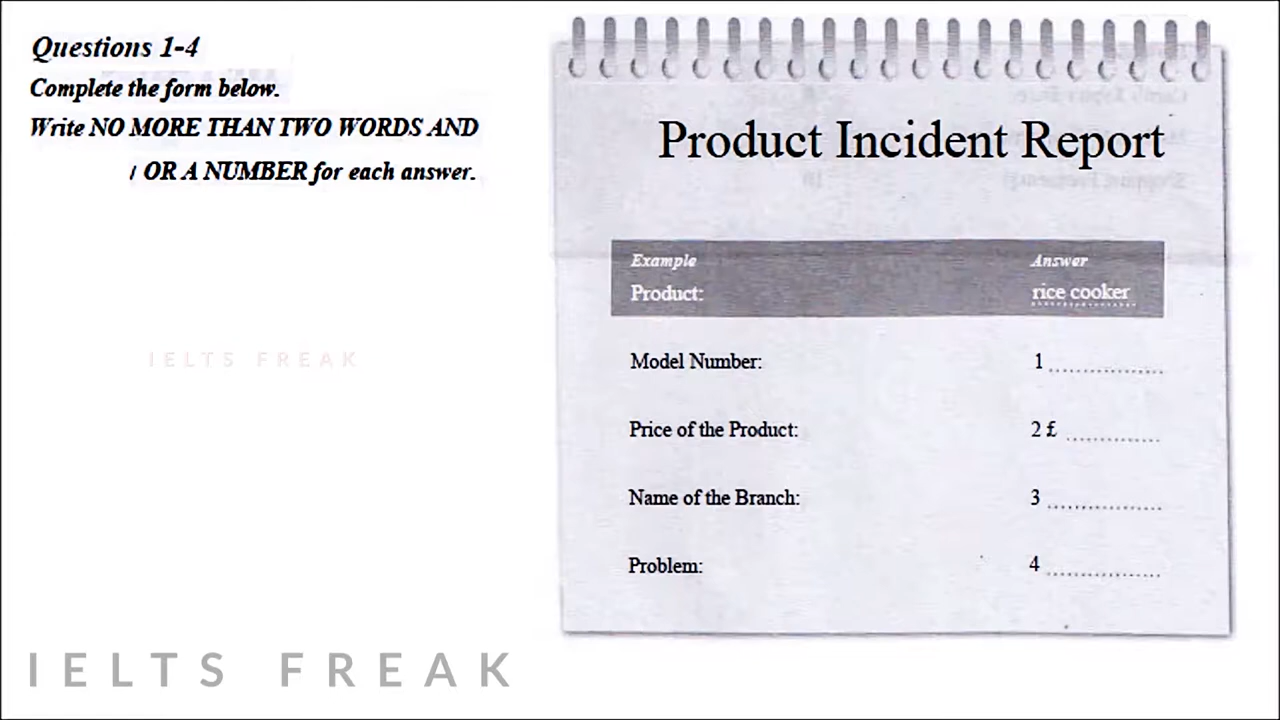 Questions 1-4
Complete the form below.
Write NO MORE THAN TWO WORDS AND
/ OR A NUMBER for each answer.
IELTS FREAK
Product Incident Report
Example Answer
Product: rice cooker
Model Number: 1 ....................
Price of the Product: 2 £ ....................
Name of the Branch: 3 ....................
Problem: 4 ....................
IELTS FREAK